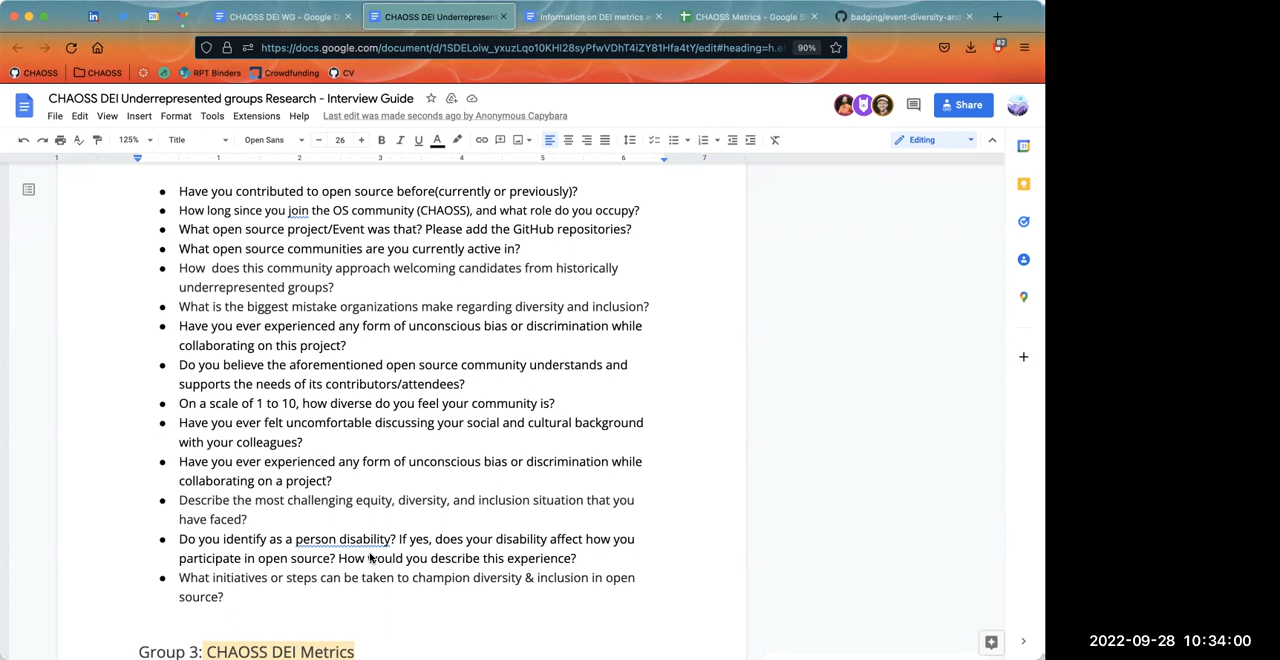 CHAOSS DEI WG - Google D
CHAOSS DEI Underrepresent
Information on DEI metrics a
CHAOSS Metrics - Google S
badging/event-diversity-and
https://docs.google.com/document/d/1SDELoiw_yxuzLqo10KHI28syPfwVDhT4iZY81Hfa4tY/edit#heading=h.e
90%
82
CHAOSS
CHAOSS
RPT Binders
Crowdfunding
CV
CHAOSS DEI Underrepresented groups Research - Interview Guide
Share
File Edit View Insert Format Tools Extensions Help Last edit was made seconds ago by Anonymous Capybara
125% Title Open Sans 26 Editing
1 1 2 3 4 5 6 7
Have you contributed to open source before(currently or previously)?
How long since you join the OS community (CHAOSS), and what role do you occupy?
What open source project/Event was that? Please add the GitHub repositories?
What open source communities are you currently active in?
How does this community approach welcoming candidates from historically
underrepresented groups?
What is the biggest mistake organizations make regarding diversity and inclusion?
Have you ever experienced any form of unconscious bias or discrimination while
collaborating on this project?
Do you believe the aforementioned open source community understands and
supports the needs of its contributors/attendees?
On a scale of 1 to 10, how diverse do you feel your community is?
Have you ever felt uncomfortable discussing your social and cultural background
with your colleagues?
Have you ever experienced any form of unconscious bias or discrimination while
collaborating on a project?
Describe the most challenging equity, diversity, and inclusion situation that you
have faced?
Do you identify as a person disability? If yes, does your disability affect how you
participate in open source? How would you describe this experience?
What initiatives or steps can be taken to champion diversity & inclusion in open
source?
Group 3: CHAOSS DEI Metrics
2022-09-28 10:34:00